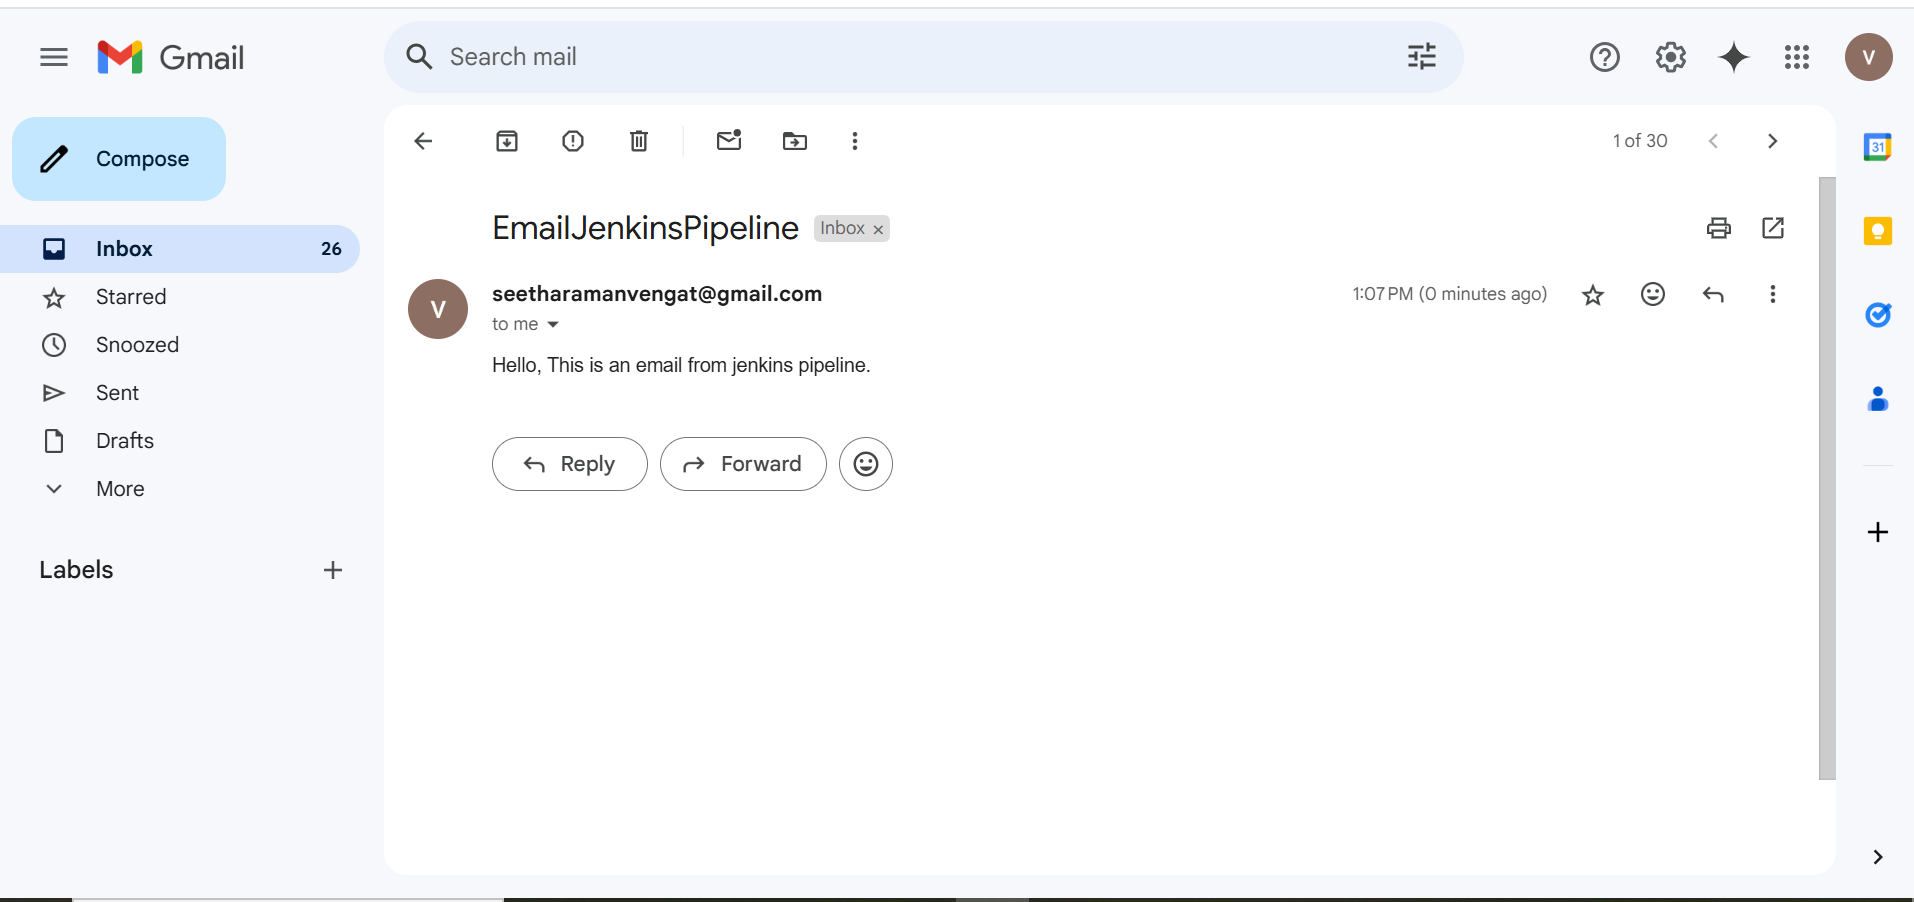 Gmail
Search mail
V
Compose
1 of 30
31
EmailJenkinsPipeline Inbox ×
Inbox 26
Starred
Snoozed
Sent
Drafts
More
Labels
V
seetharamanvengat@gmail.com 1:07 PM (0 minutes ago)
to me
Hello, This is an email from jenkins pipeline.
Reply Forward